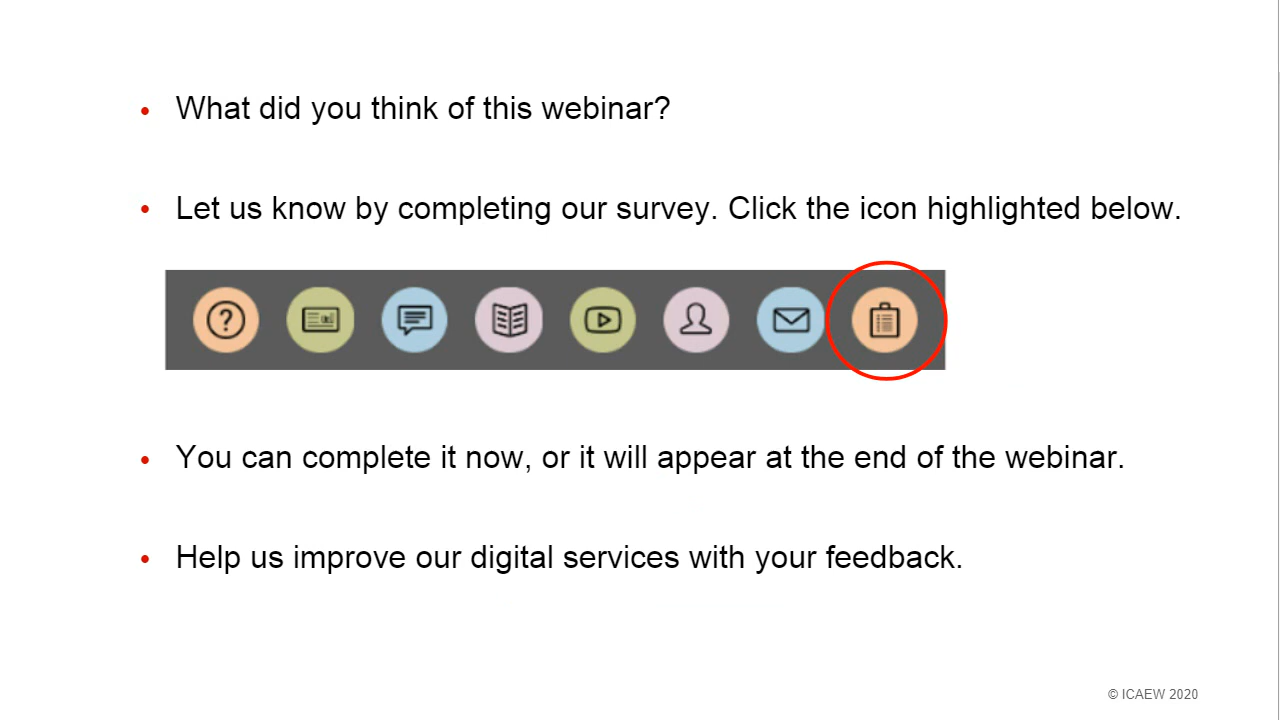 • What did you think of this webinar?
• Let us know by completing our survey. Click the icon highlighted below.
?
• You can complete it now, or it will appear at the end of the webinar.
• Help us improve our digital services with your feedback.
© ICAEW 2020